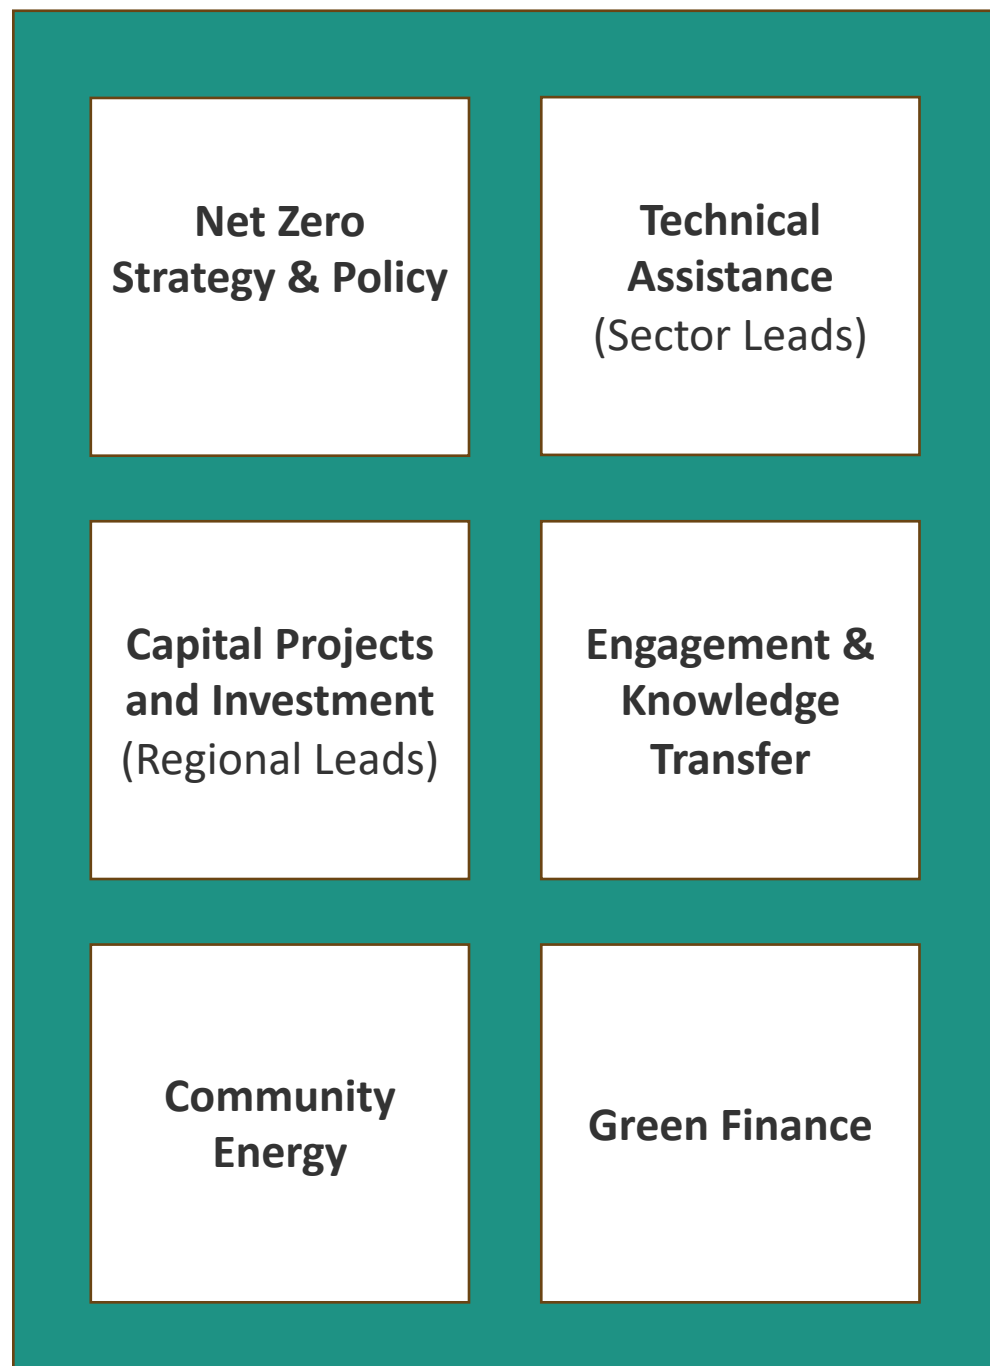 Net Zero
Strategy & Policy
Technical
Assistance
(Sector Leads)
Capital Projects
and Investment
(Regional Leads)
Engagement &
Knowledge
Transfer
Community
Energy
Green Finance